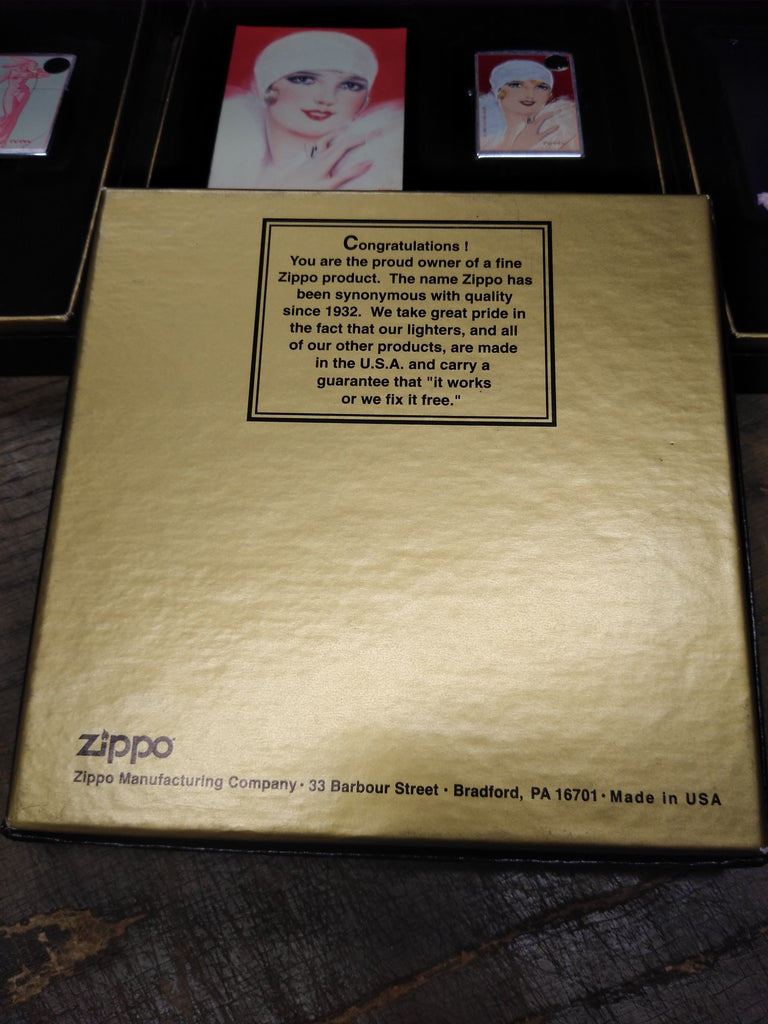 Congratulations !
You are the proud owner of a fine
Zippo product. The name Zippo has
been synonymous with quality
since 1932. We take great pride in
the fact that our lighters, and all
of our other products, are made
in the U.S.A. and carry a
guarantee that "it works
or we fix it free."
zippo
Zippo Manufacturing Company · 33 Barbour Street · Bradford, PA 16701 · Made in USA